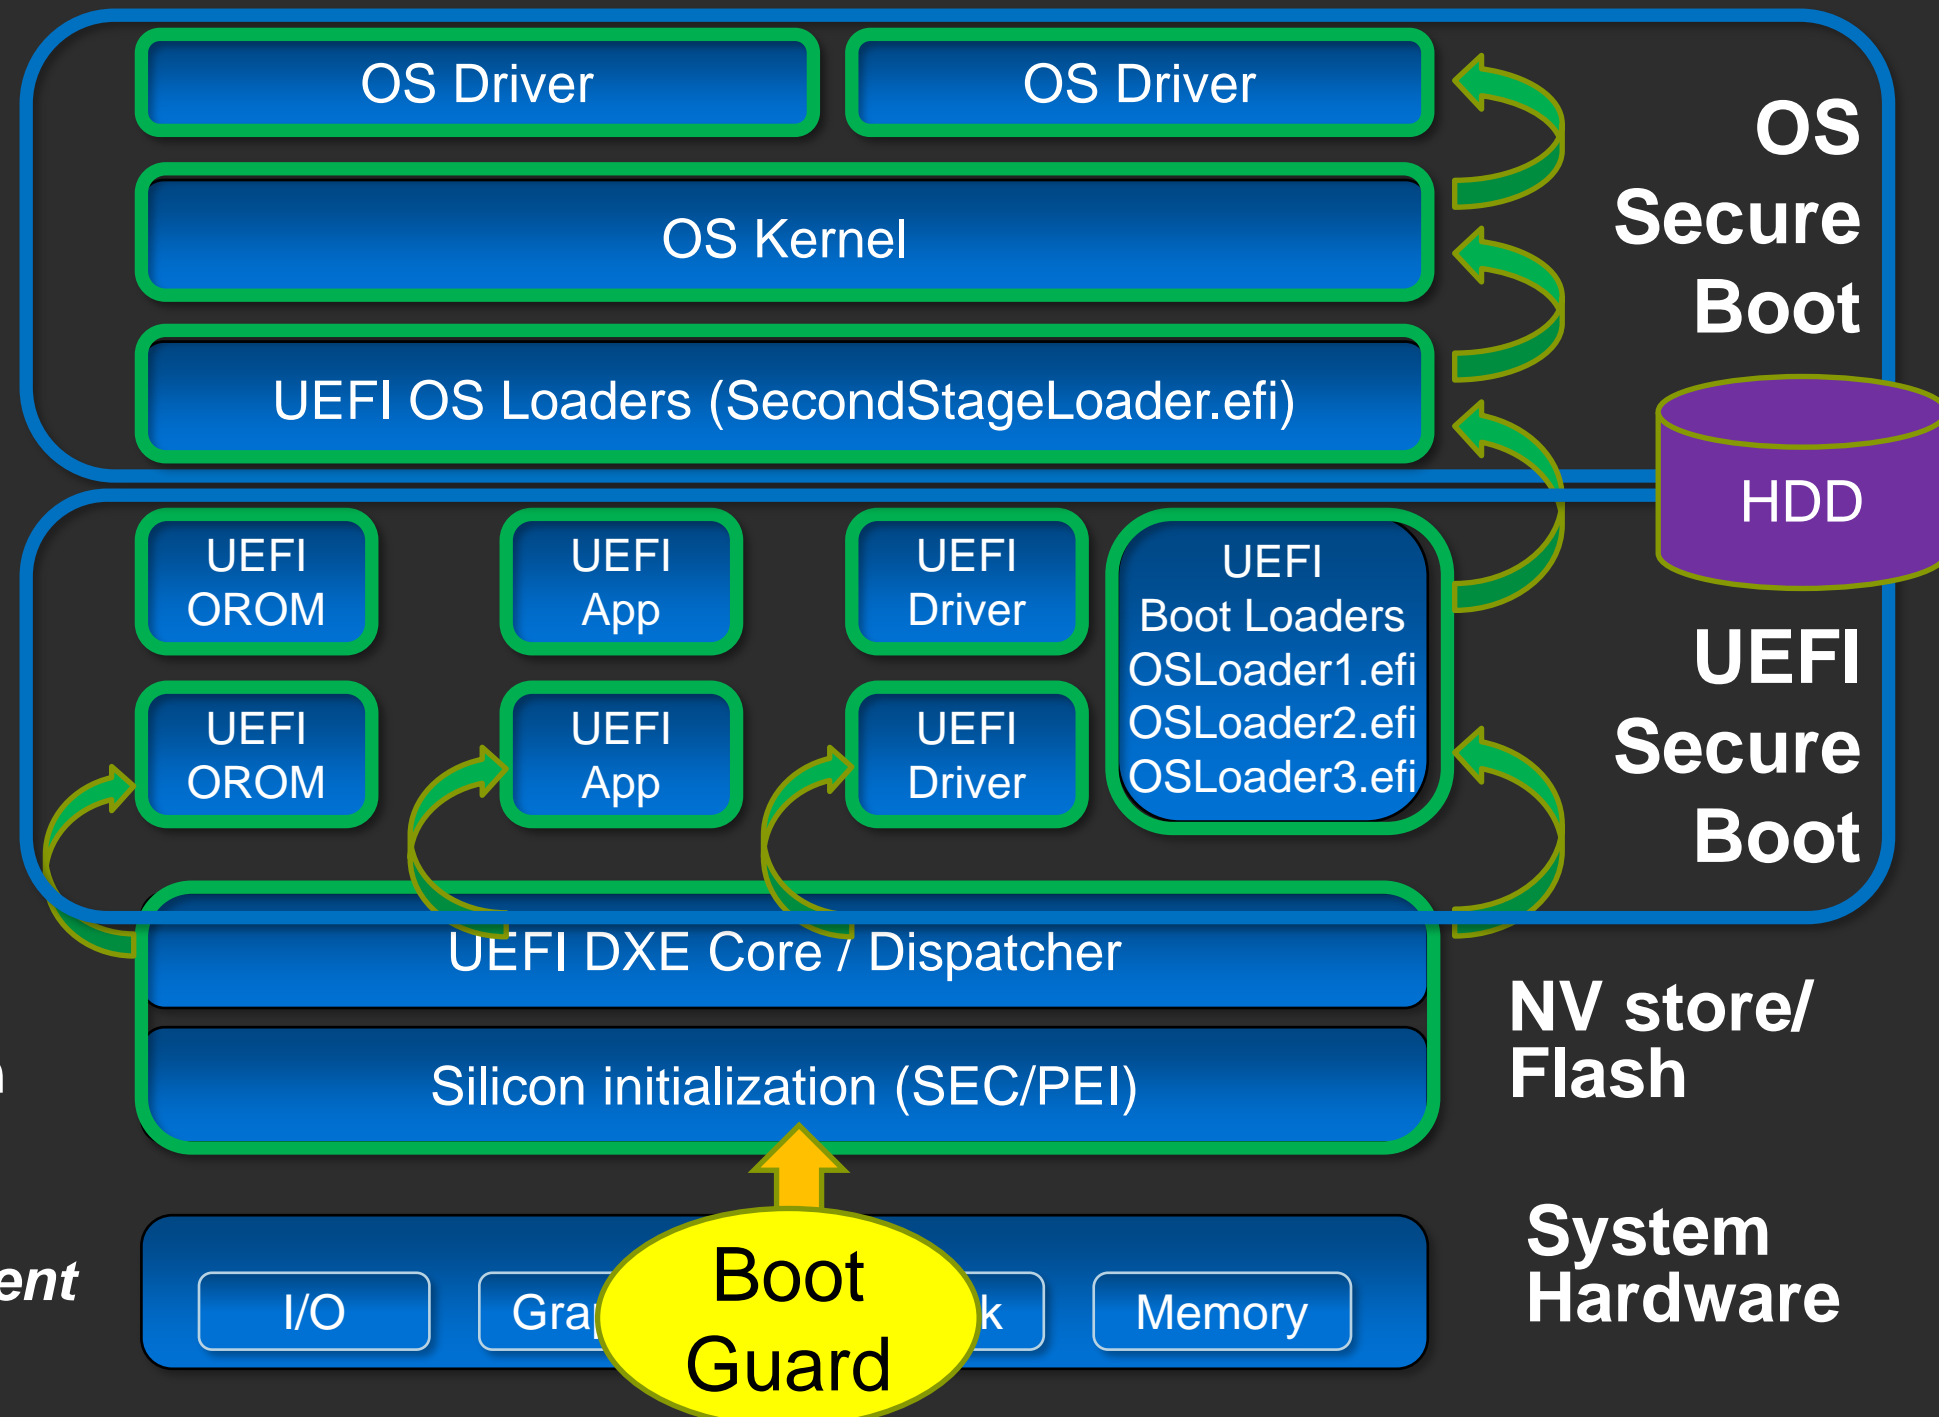 OS Driver
OS Driver
OS
Secure
Boot
OS Kernel
UEFI OS Loaders (SecondStageLoader.efi)
HDD
UEFI
OROM
UEFI
App
UEFI
Driver
UEFI
Boot Loaders
OSLoader1.efi
OSLoader2.efi
OSLoader3.efi
UEFI
OROM
UEFI
App
UEFI
Driver
UEFI
Secure
Boot
UEFI DXE Core / Dispatcher
Silicon initialization (SEC/PEI)
NV store/
Flash
System
Hardware
I/O
Boot
Guard
Memory